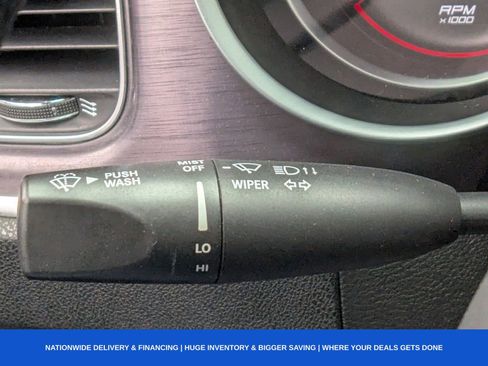 RPM
x1000
MIST
OFF
PUSH
WASH
WIPER
LO
HI
NATIONWIDE DELIVERY & FINANCING | HUGE INVENTORY & BIGGER SAVING | WHERE YOUR DEALS GETS DONE